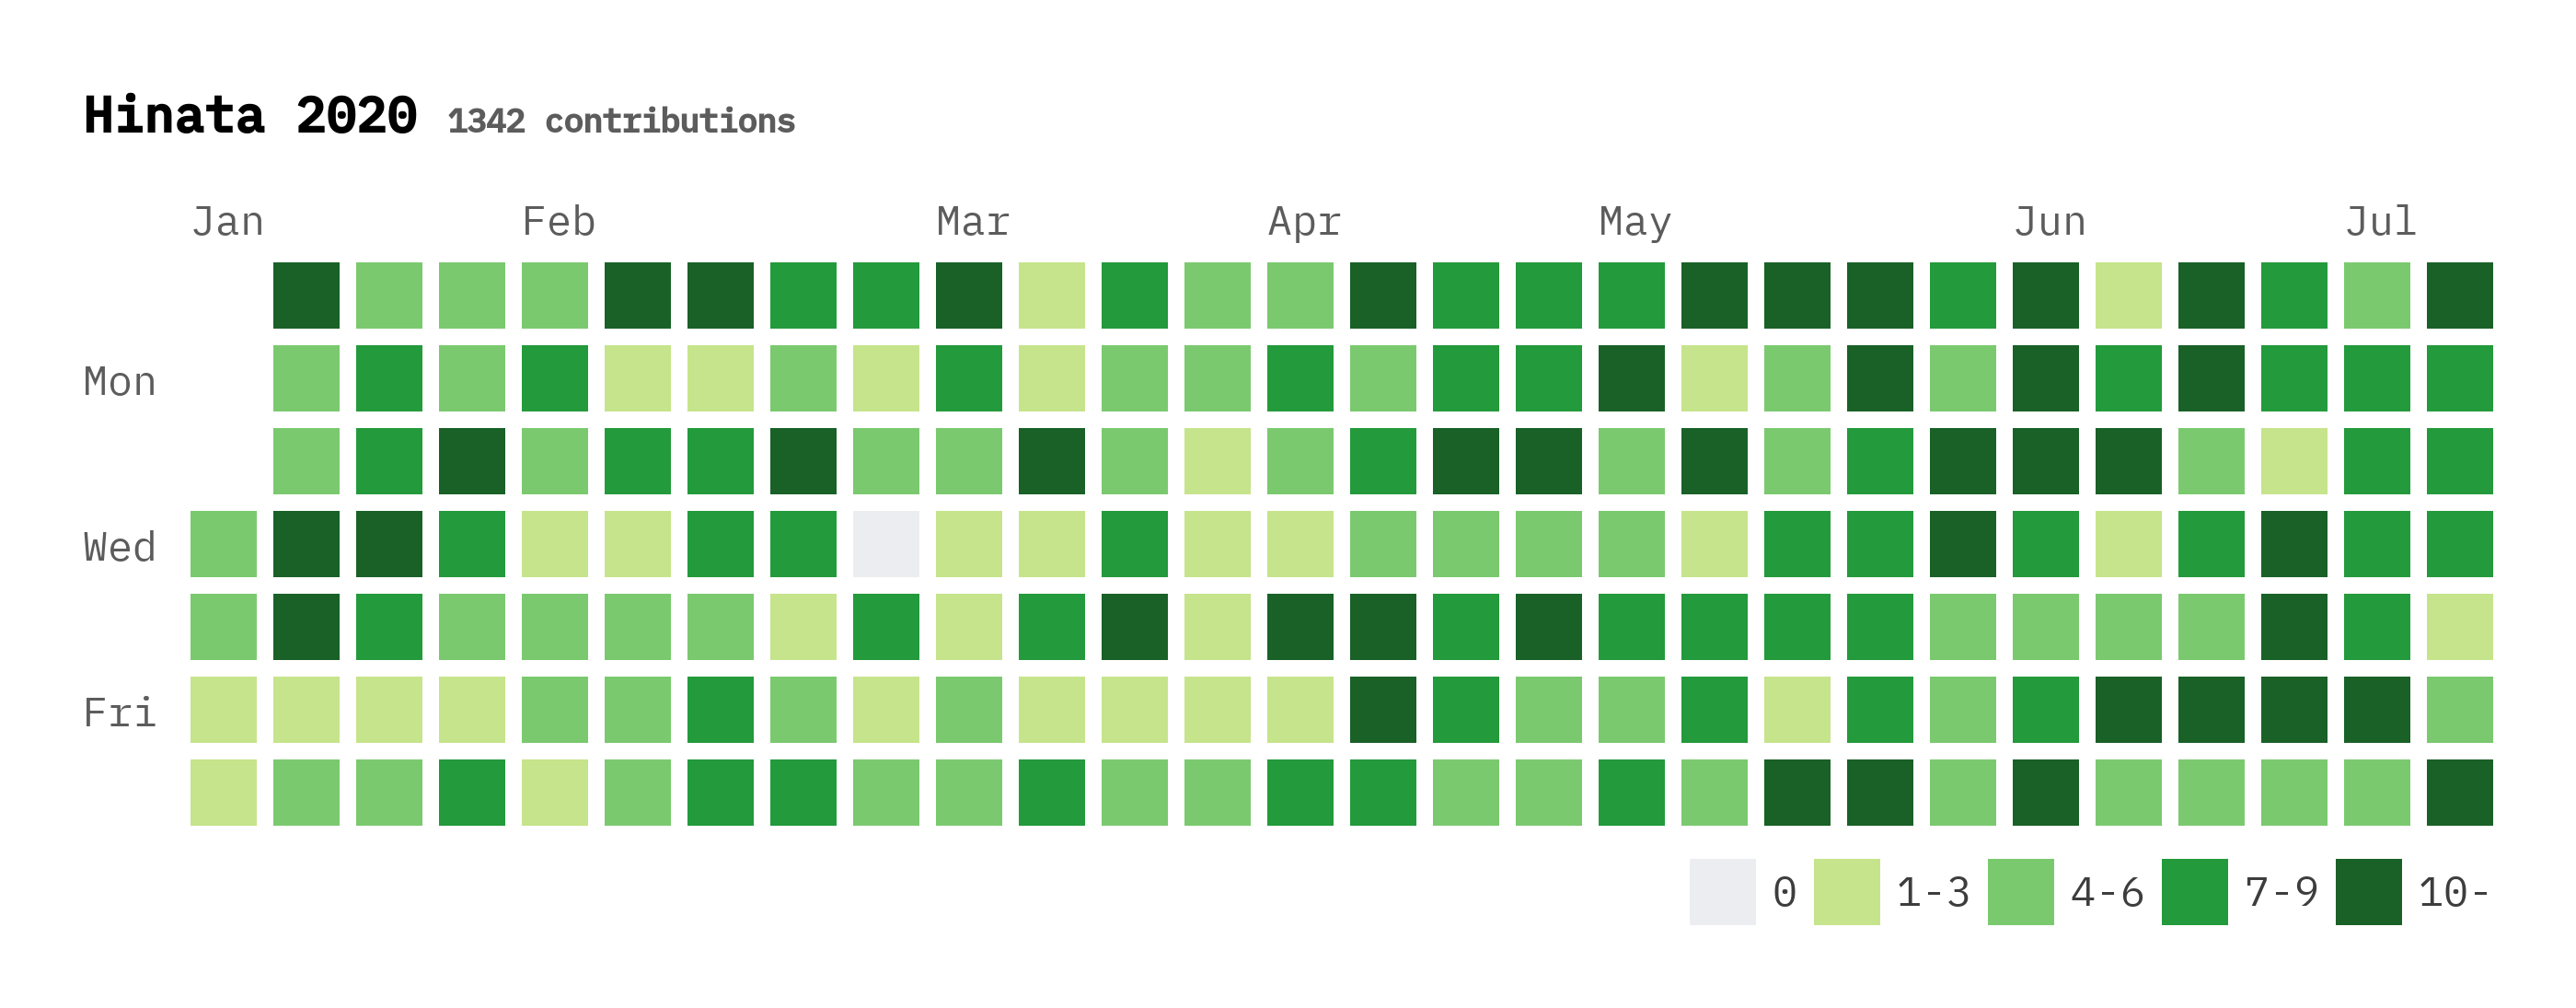 Hinata 2020 1342 contributions
Jan Feb Mar Apr May Jun Jul
Mon
Wed
Fri
0 1-3 4-6 7-9 10-